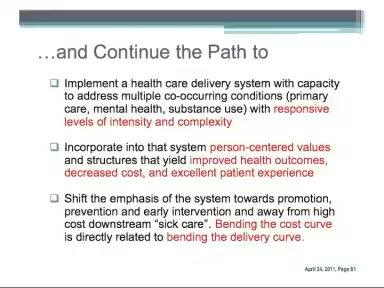 …and Continue the Path to
❑ Implement a health care delivery system with capacity
to address multiple co-occurring conditions (primary
care, mental health, substance use) with responsive
levels of intensity and complexity
❑ Incorporate into that system person-centered values
and structures that yield improved health outcomes,
decreased cost, and excellent patient experience
❑ Shift the emphasis of the system towards promotion,
prevention and early intervention and away from high
cost downstream “sick care”. Bending the cost curve
is directly related to bending the delivery curve.
April 24, 2011, Page 61